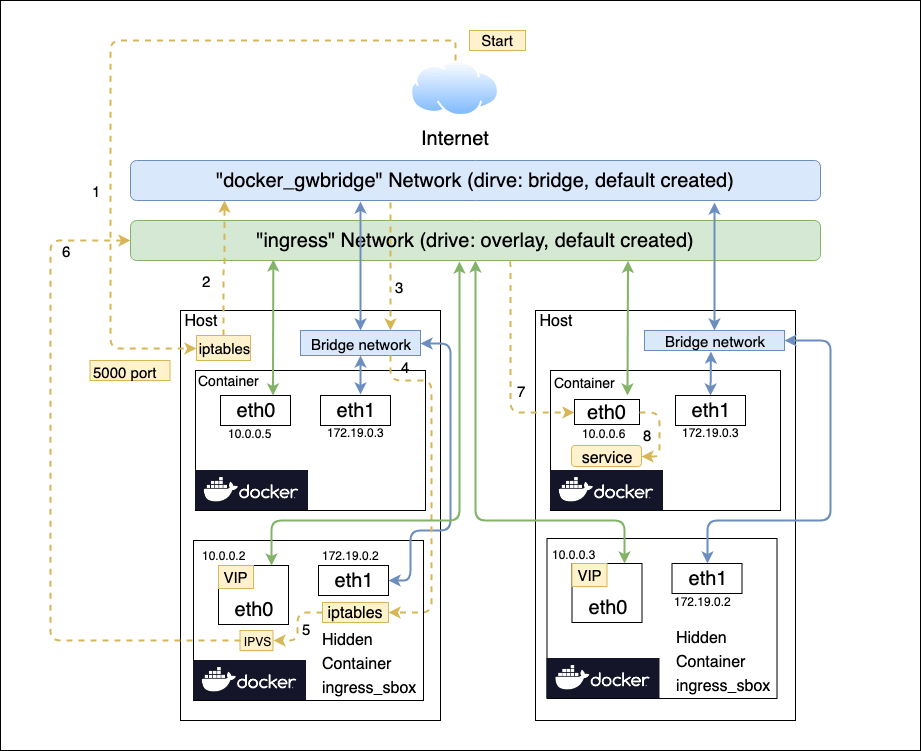 Start
Internet
1
"docker_gwbridge" Network (dirve: bridge, default created)
6
"ingress" Network (drive: overlay, default created)
2
3
Host
iptables
Bridge network
5000 port
4
Container
eth0
10.0.0.5
eth1
172.19.0.3
docker
10.0.0.2
VIP
eth0
172.19.0.2
eth1
iptables
5
IPVS
Hidden
Container
ingress_sbox
docker
Host
Bridge network
7
Container
eth0
10.0.0.6
8
service
eth1
172.19.0.3
docker
10.0.0.3
VIP
eth0
eth1
172.19.0.2
Hidden
Container
ingress_sbox
docker